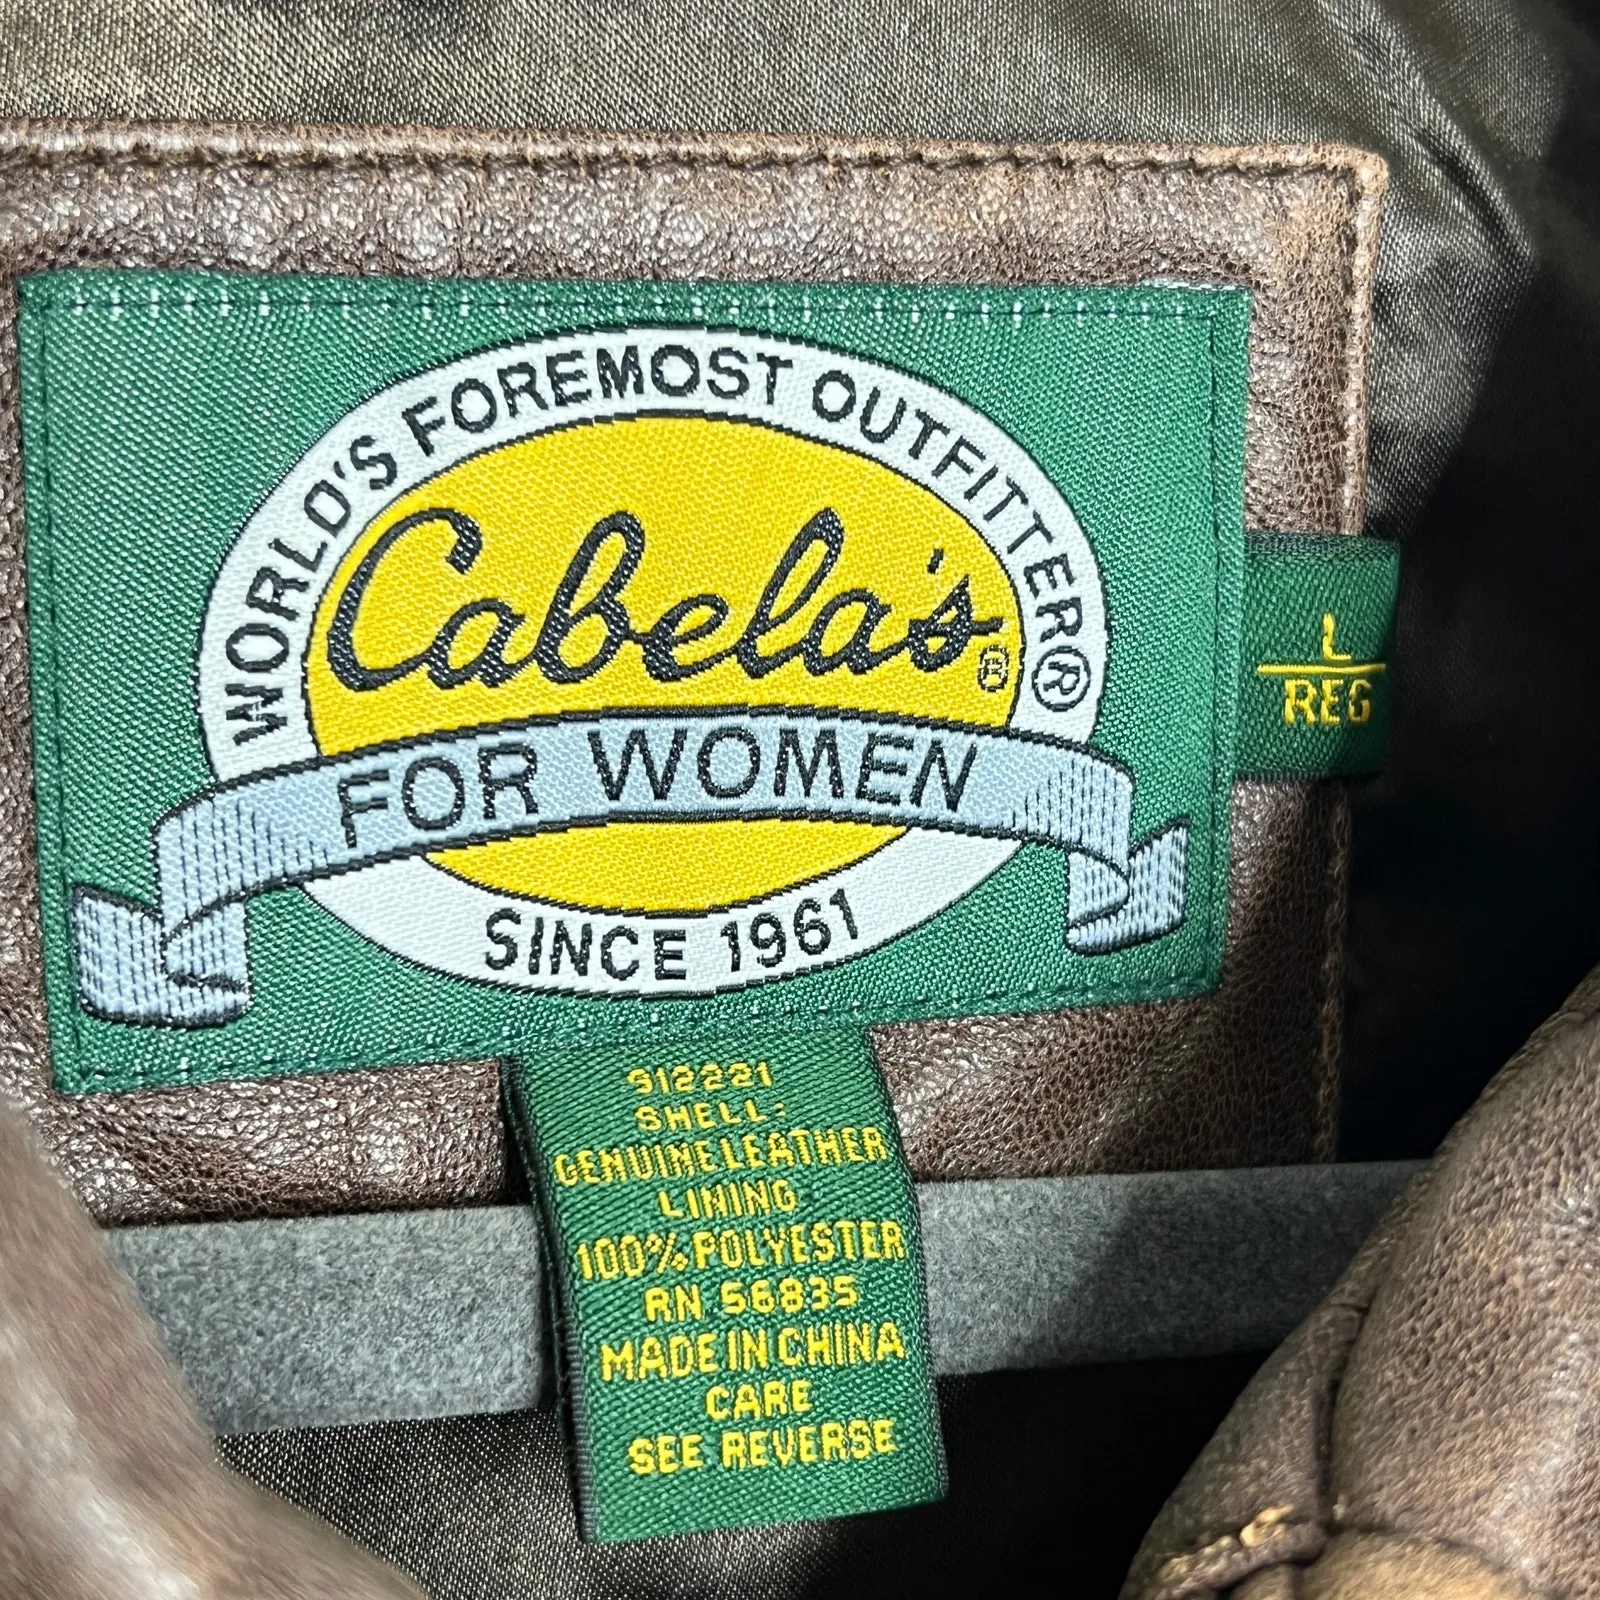 WORLD'S FOREMOST OUTFITTER®
Cabela's®
FOR WOMEN
SINCE 1961
L
REG
912221
SHELL:
GENUINE LEATHER
LINING
100% POLYESTER
RN 56835
MADE IN CHINA
CARE
SEE REVERSE